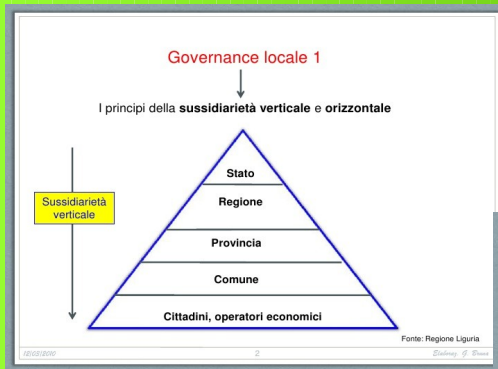 Governance locale 1
I principi della sussidiarietà verticale e orizzontale
Stato
Regione
Sussidiarietà
verticale
Provincia
Comune
Cittadini, operatori economici
Fonte: Regione Liguria
2